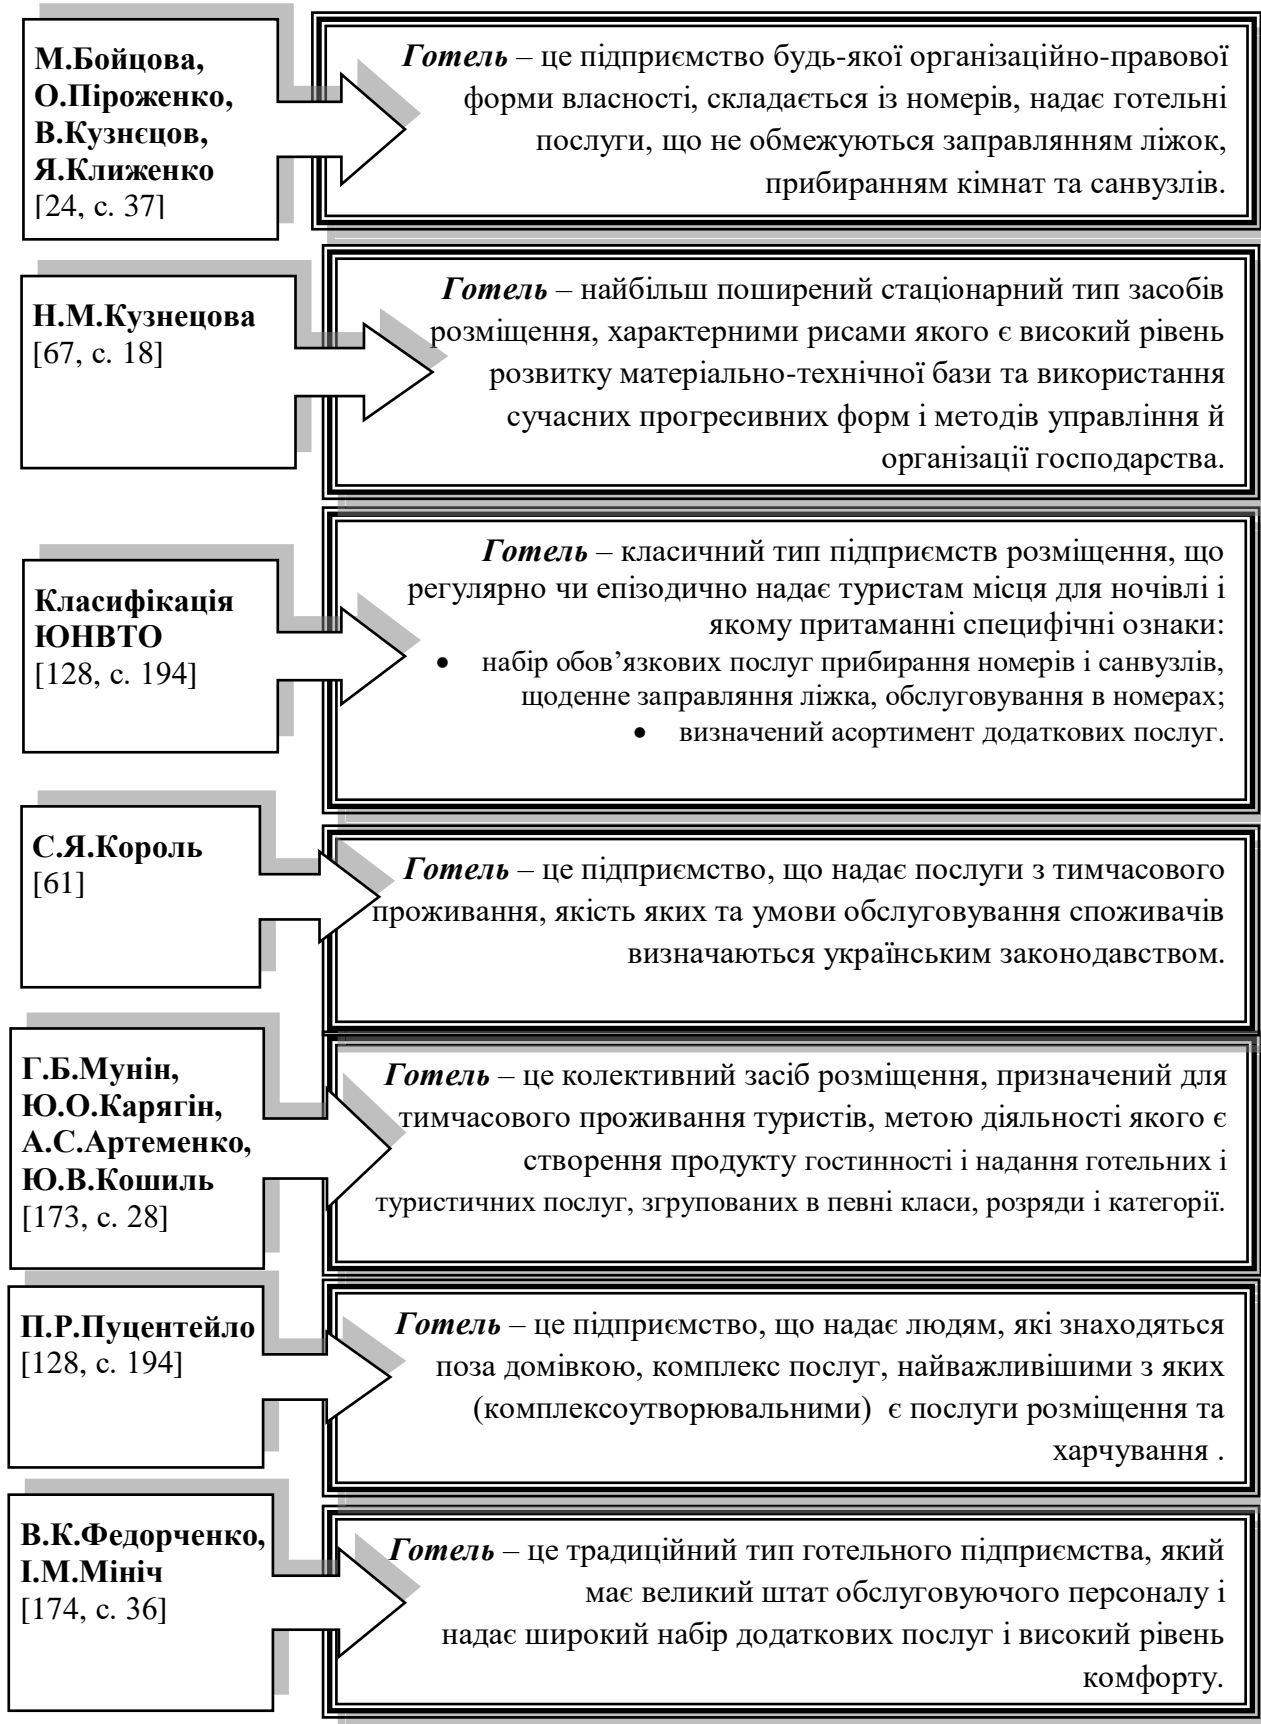 М.Бойцова,
О.Піроженко,
В.Кузнєцов,
Я.Клиженко
[24, с. 37]
Готель – це підприємство будь-якої організаційно-правової
форми власності, складається із номерів, надає готельні
послуги, що не обмежуються заправлянням ліжок,
прибиранням кімнат та санвузлів.
Н.М.Кузнецова
[67, с. 18]
Готель – найбільш поширений стаціонарний тип засобів
розміщення, характерними рисами якого є високий рівень
розвитку матеріально-технічної бази та використання
сучасних прогресивних форм і методів управління й
організації господарства.
Класифікація
ЮНВТО
[128, с. 194]
Готель – класичний тип підприємств розміщення, що
регулярно чи епізодично надає туристам місця для ночівлі і
якому притаманні специфічні ознаки:
• набір обов’язкових послуг прибирання номерів і санвузлів,
щоденне заправляння ліжка, обслуговування в номерах;
• визначений асортимент додаткових послуг.
С.Я.Король
[61]
Готель – це підприємство, що надає послуги з тимчасового
проживання, якість яких та умови обслуговування споживачів
визначаються українським законодавством.
Г.Б.Мунін,
Ю.О.Карягін,
А.С.Артеменко,
Ю.В.Кошиль
[173, с. 28]
Готель – це колективний засіб розміщення, призначений для
тимчасового проживання туристів, метою діяльності якого є
створення продукту гостинності і надання готельних і
туристичних послуг, згрупованих в певні класи, розряди і категорії.
П.Р.Пуцентейло
[128, с. 194]
Готель – це підприємство, що надає людям, які знаходяться
поза домівкою, комплекс послуг, найважливішими з яких
(комплексоутворювальними)  є послуги розміщення та
харчування .
В.К.Федорченко,
І.М.Мініч
[174, с. 36]
Готель – це традиційний тип готельного підприємства, який
має великий штат обслуговуючого персоналу і
надає широкий набір додаткових послуг і високий рівень
комфорту.